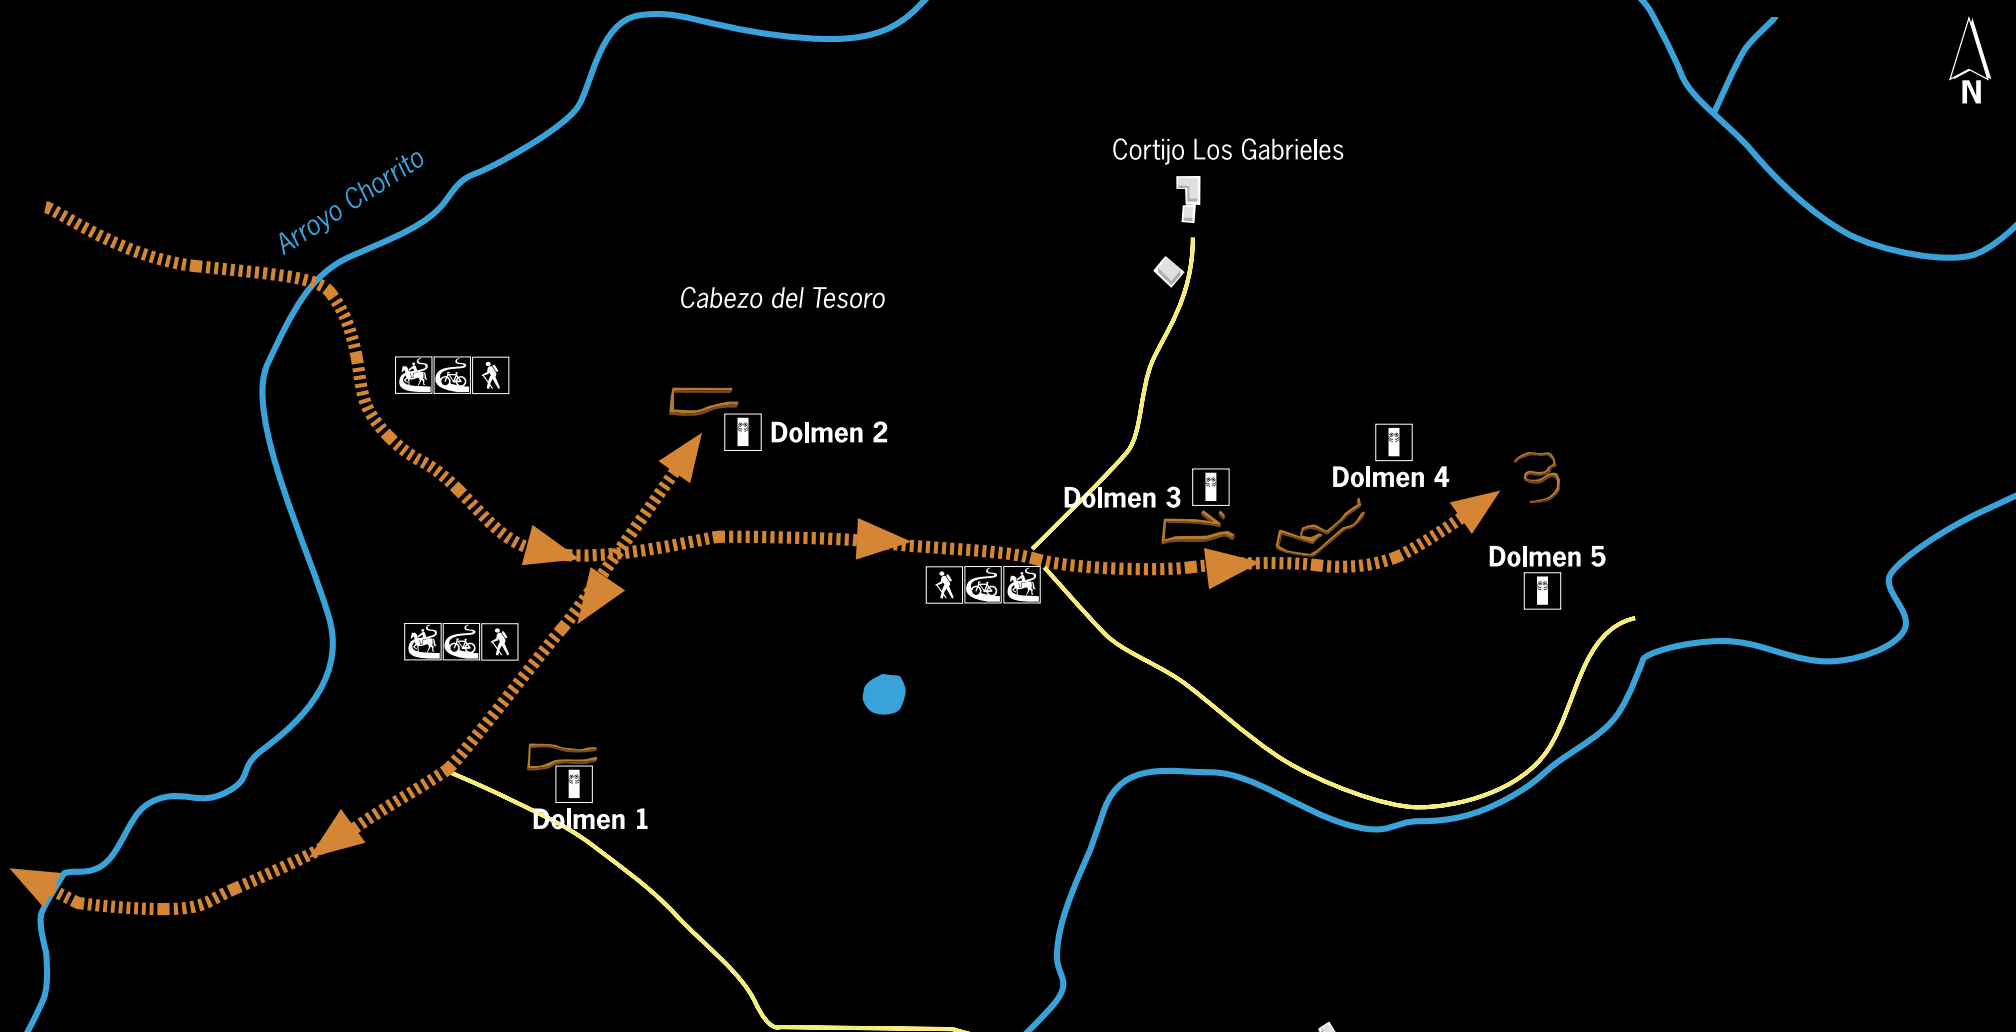 N
Cortijo Los Gabrieles
Arroyo Chorrito
Cabezo del Tesoro
Dolmen 2
Dolmen 3
Dolmen 4
Dolmen 5
Dolmen 1